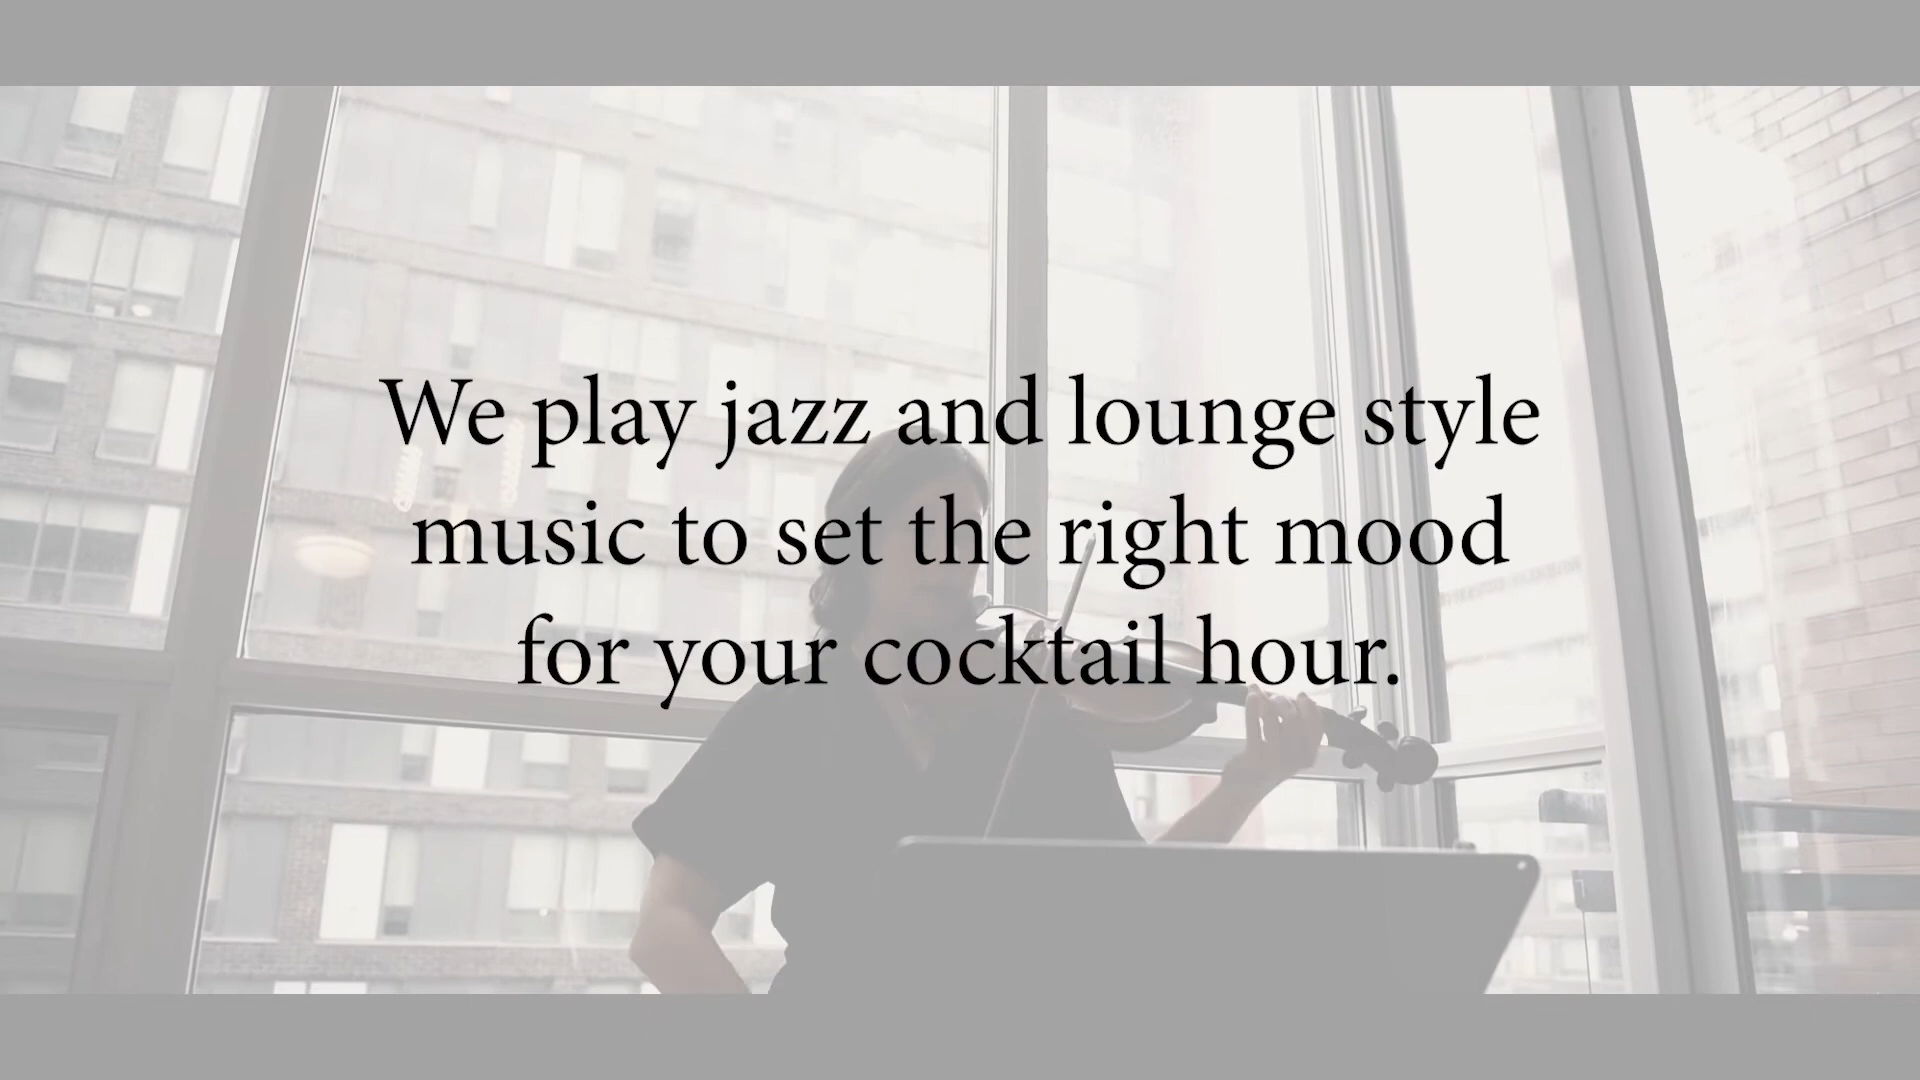 We play jazz and lounge style
music to set the right mood
for your cocktail hour.